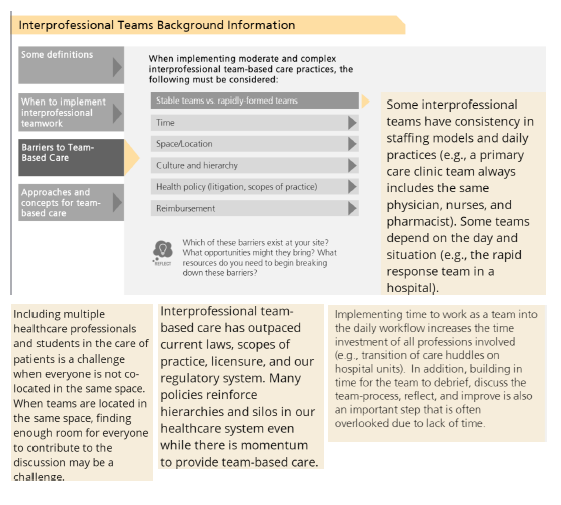 Interprofessional Teams Background Information
Some definitions
When to implement
interprofessional
teamwork
Barriers to Team-
Based Care
Approaches and
concepts for team-
based care
When implementing moderate and complex
interprofessional team-based care practices, the
following must be considered:
Stable teams vs. rapidly-formed teams
Time
Space/Location
Culture and hierarchy
Health policy (litigation, scopes of practice)
Reimbursement
REFLECT
Which of these barriers exist at your site?
What opportunities might they bring? What
resources do you need to begin breaking
down these barriers?
Some interprofessional
teams have consistency in
staffing models and daily
practices (e.g., a primary
care clinic team always
includes the same
physician, nurses, and
pharmacist). Some teams
depend on the day and
situation (e.g., the rapid
response team in a
hospital).
Including multiple
healthcare professionals
and students in the care of
patients is a challenge
when everyone is not co-
located in the same space.
When teams are located in
the same space, finding
enough room for everyone
to contribute to the
discussion may be a
challenge.
Interprofessional team-
based care has outpaced
current laws, scopes of
practice, licensure, and our
regulatory system. Many
policies reinforce
hierarchies and silos in our
healthcare system even
while there is momentum
to provide team-based care.
Implementing time to work as a team into
the daily workflow increases the time
investment of all professions involved
(e.g., transition of care huddles on
hospital units). In addition, building in
time for the team to debrief, discuss the
team-process, reflect, and improve is also
an important step that is often
overlooked due to lack of time.